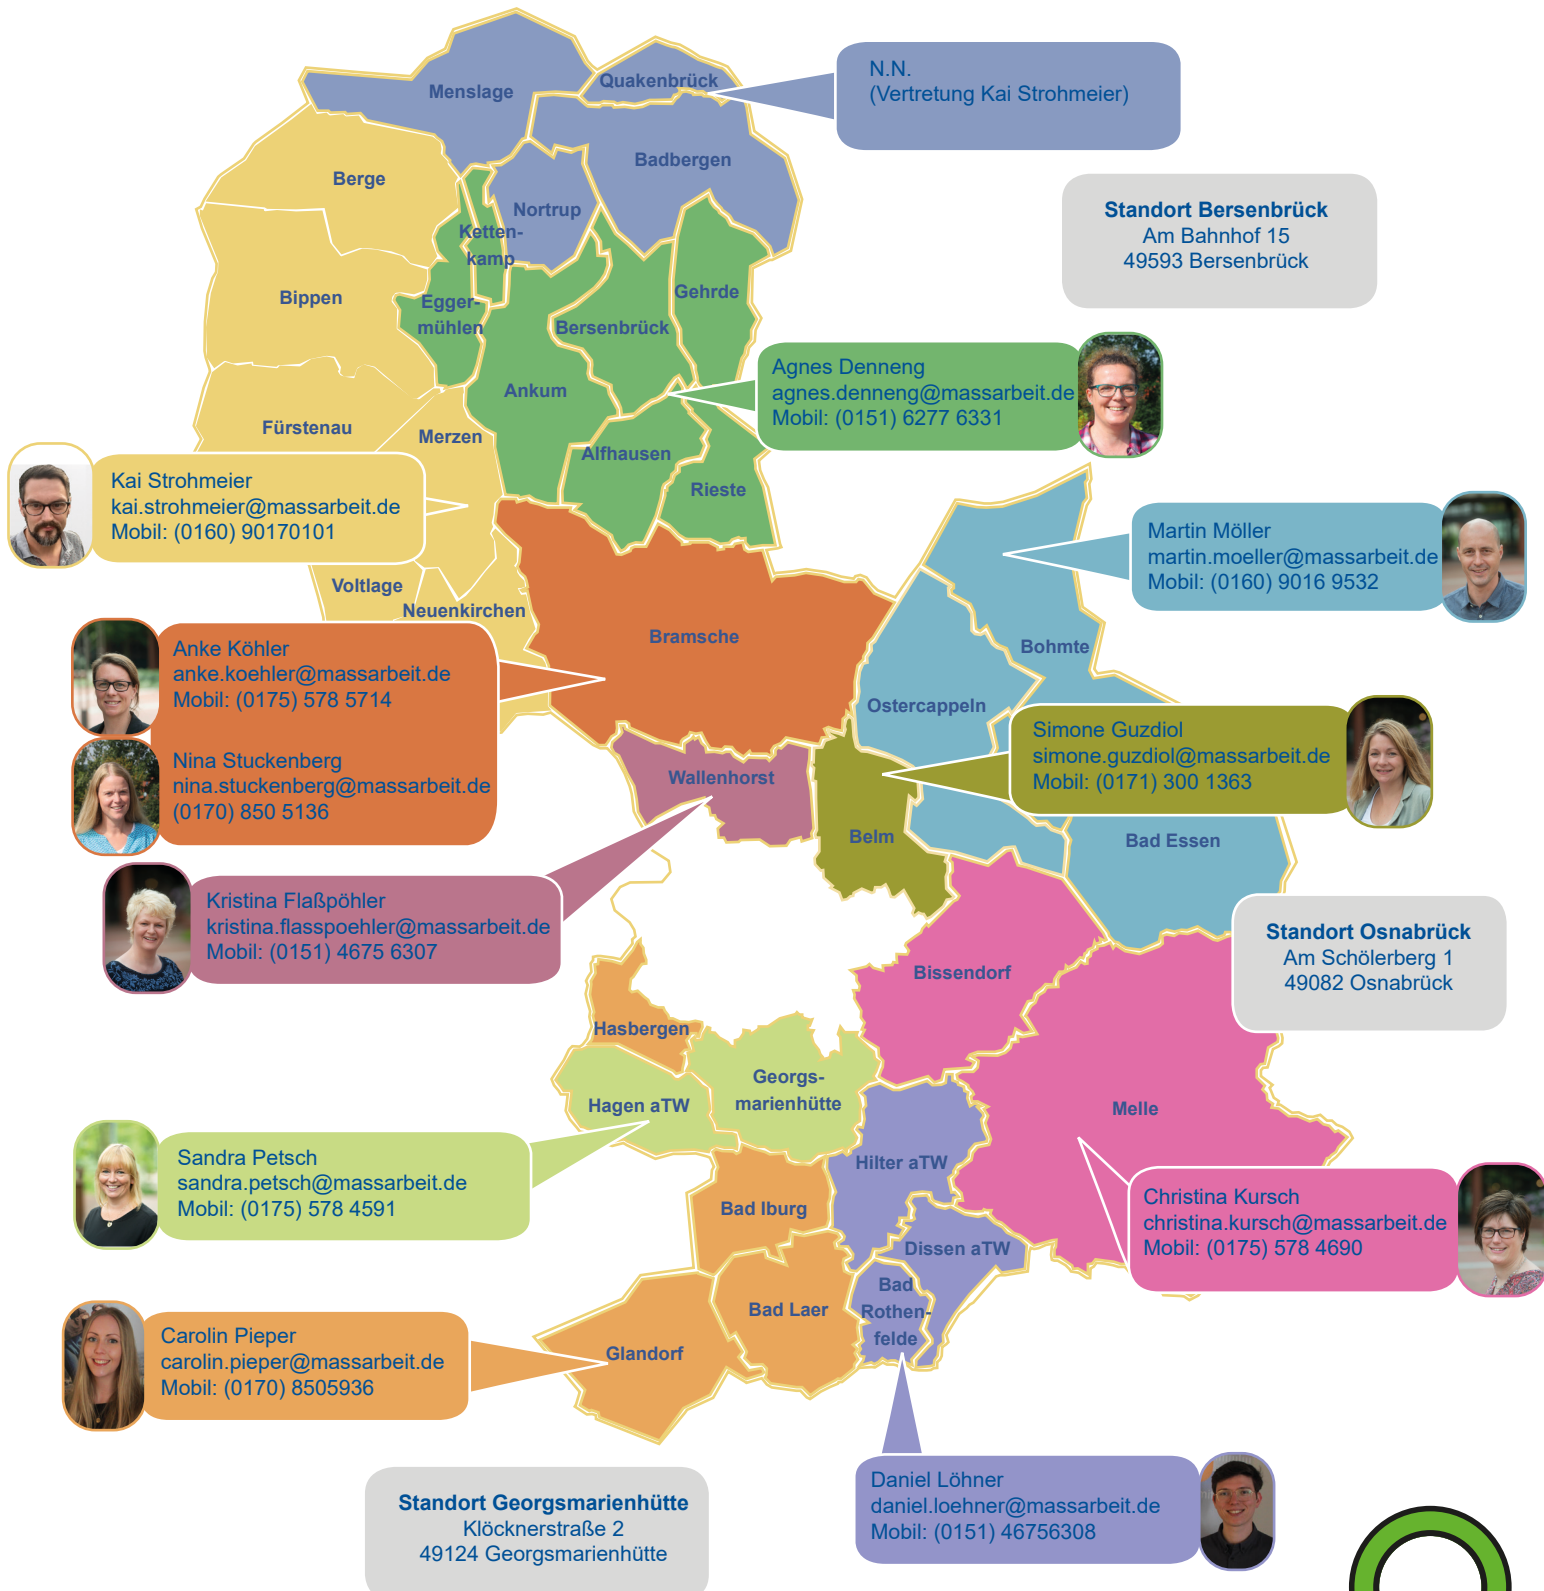 Menslage
Quakenbrück
N.N.
(Vertretung Kai Strohmeier)
Badbergen
Berge
Nortrup
Standort Bersenbrück
Am Bahnhof 15
49593 Bersenbrück
Ketten-
kamp
Bippen
Egger-
mühlen
Gehrde
Bersenbrück
Agnes Denneng
agnes.denneng@massarbeit.de
Mobil: (0151) 6277 6331
Ankum
Fürstenau
Merzen
Alfhausen
Rieste
Kai Strohmeier
kai.strohmeier@massarbeit.de
Mobil: (0160) 90170101
Martin Möller
martin.moeller@massarbeit.de
Mobil: (0160) 9016 9532
Voltlage
Neuenkirchen
Bramsche
Bohmte
Anke Köhler
anke.koehler@massarbeit.de
Mobil: (0175) 578 5714
Nina Stuckenberg
nina.stuckenberg@massarbeit.de
(0170) 850 5136
Ostercappeln
Simone Guzdiol
simone.guzdiol@massarbeit.de
Mobil: (0171) 300 1363
Wallenhorst
Belm
Bad Essen
Kristina Flaßpöhler
kristina.flasspoehler@massarbeit.de
Mobil: (0151) 4675 6307
Standort Osnabrück
Am Schölerberg 1
49082 Osnabrück
Bissendorf
Hasbergen
Georgs-
marienhütte
Hagen aTW
Melle
Sandra Petsch
sandra.petsch@massarbeit.de
Mobil: (0175) 578 4591
Hilter aTW
Bad Iburg
Christina Kursch
christina.kursch@massarbeit.de
Mobil: (0175) 578 4690
Dissen aTW
Bad
Rothen-
felde
Bad Laer
Carolin Pieper
carolin.pieper@massarbeit.de
Mobil: (0170) 8505936
Glandorf
Daniel Löhner
daniel.loehner@massarbeit.de
Mobil: (0151) 46756308
Standort Georgsmarienhütte
Klöcknerstraße 2
49124 Georgsmarienhütte